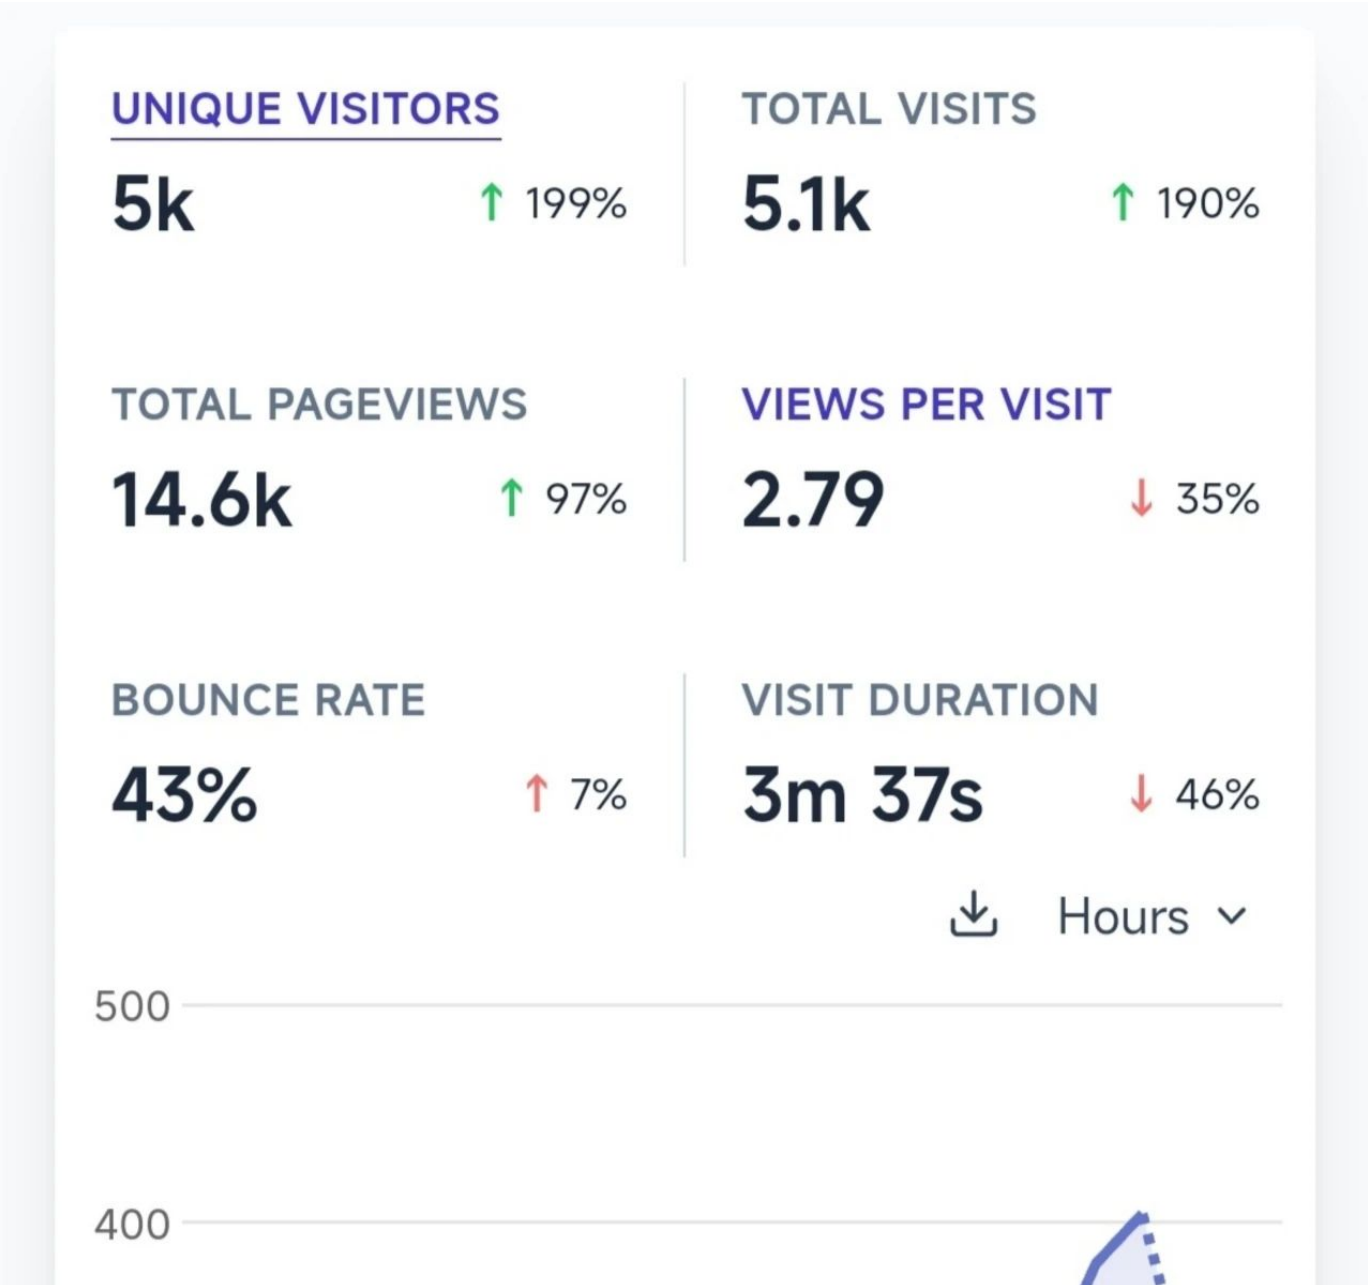 UNIQUE VISITORS
5k ↑ 199%
TOTAL VISITS
5.1k ↑ 190%
TOTAL PAGEVIEWS
14.6k ↑ 97%
VIEWS PER VISIT
2.79 ↓ 35%
BOUNCE RATE
43% ↑ 7%
VISIT DURATION
3m 37s ↓ 46%
Hours
500
400